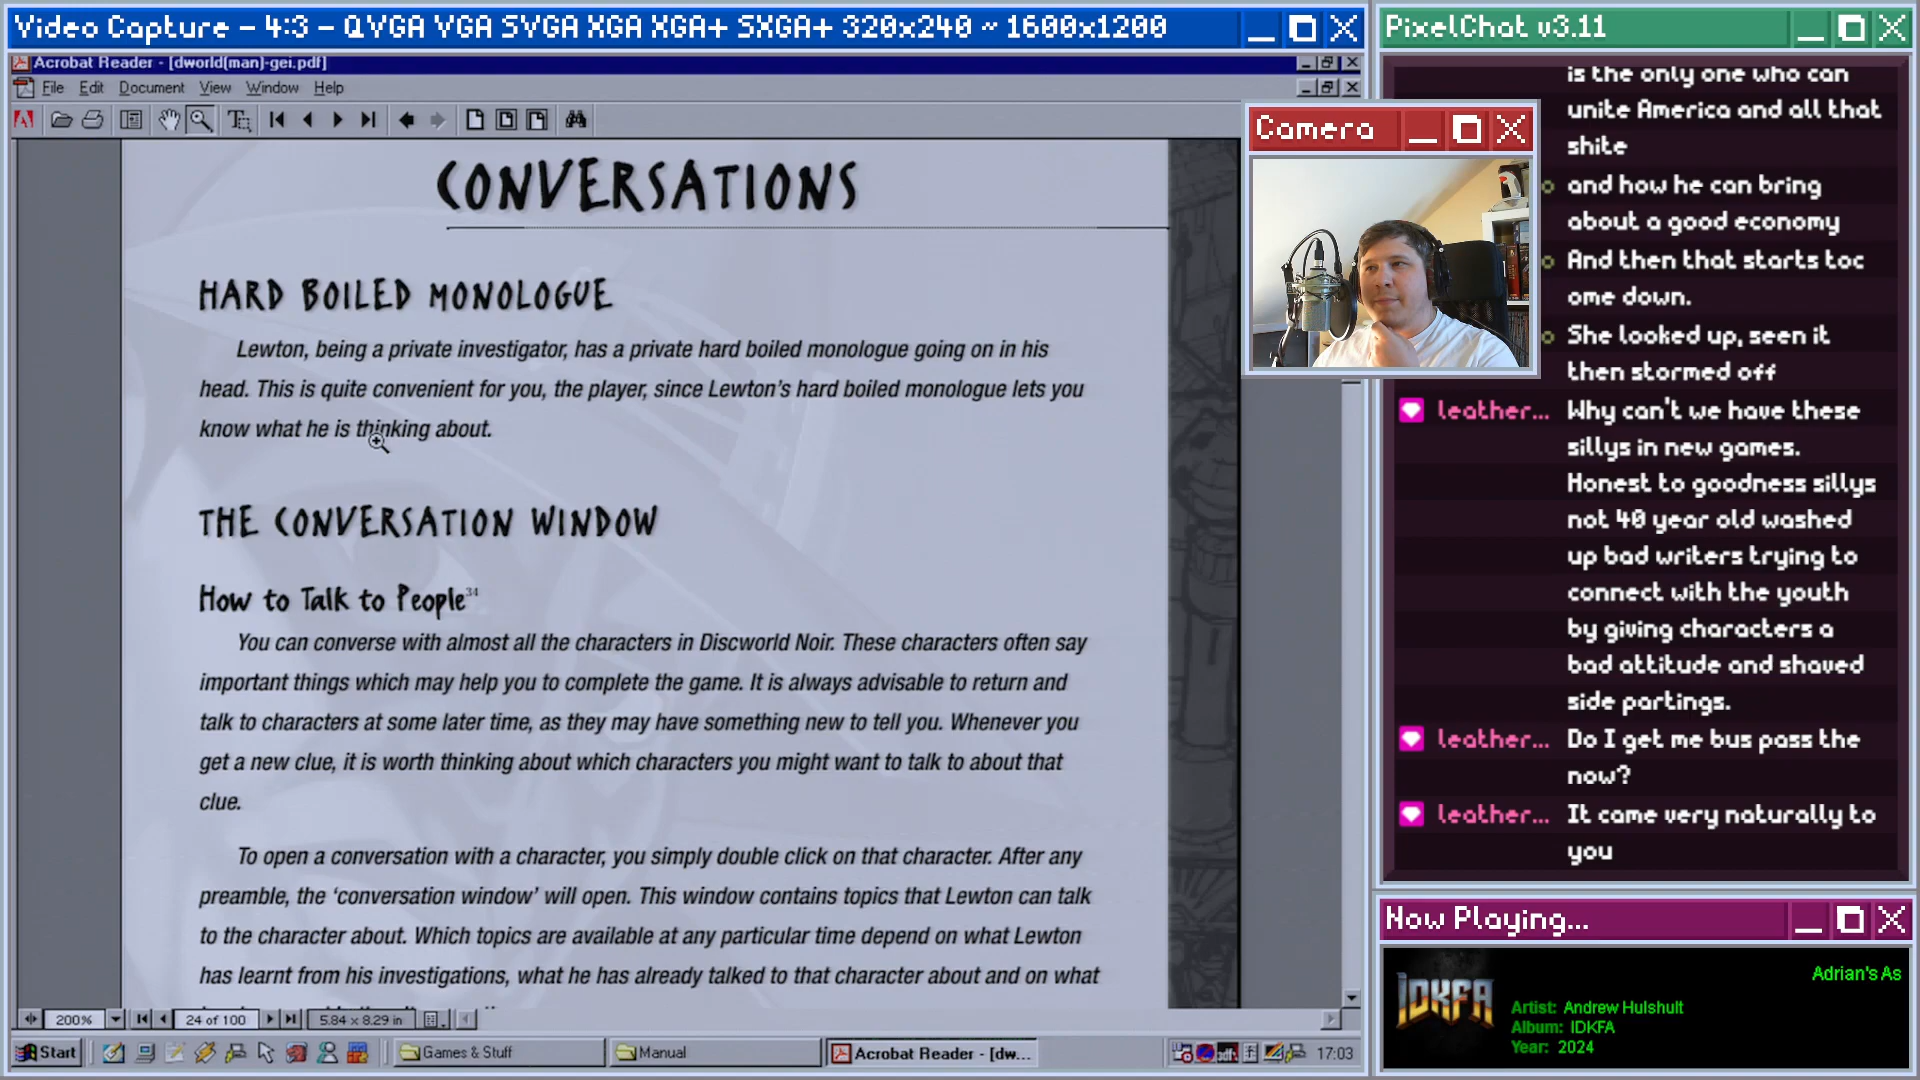 Video Capture - 4:3 - QVGA VGA SVGA XGA XGA+ SXGA+ 320x240 ~ 1600x1200
Acrobat Reader - [dworld(man)-gei.pdf]
File Edit Document View Window Help
CONVERSATIONS
HARD BOILED MONOLOGUE
Lewton, being a private investigator, has a private hard boiled monologue going on in his
head. This is quite convenient for you, the player, since Lewton's hard boiled monologue lets you
know what he is thinking about.
THE CONVERSATION WINDOW
How to Talk to People34
You can converse with almost all the characters in Discworld Noir. These characters often say
important things which may help you to complete the game. It is always advisable to return and
talk to characters at some later time, as they may have something new to tell you. Whenever you
get a new clue, it is worth thinking about which characters you might want to talk to about that
clue.
To open a conversation with a character, you simply double click on that character. After any
preamble, the 'conversation window' will open. This window contains topics that Lewton can talk
to the character about. Which topics are available at any particular time depend on what Lewton
has learnt from his investigations, what he has already talked to that character about and on what
200% 24 of 100 5.84 x 8.29 in
Start Games & Stuff Manual Acrobat Reader - [dw... 17:03
Camera
PixelChat v3.11
is the only one who can
unite America and all that
shite
and how he can bring
about a good economy
And then that starts toc
ome down.
She looked up, seen it
then stormed off
leather... Why can't we have these
sillys in new games.
Honest to goodness sillys
not 40 year old washed
up bad writers trying to
connect with the youth
by giving characters a
bad attitude and shaved
side partings.
leather... Do I get me bus pass the
now?
leather... It came very naturally to
you
Now Playing...
IDKFA
Adrian's As
Artist: Andrew Hulshult
Album: IDKFA
Year: 2024